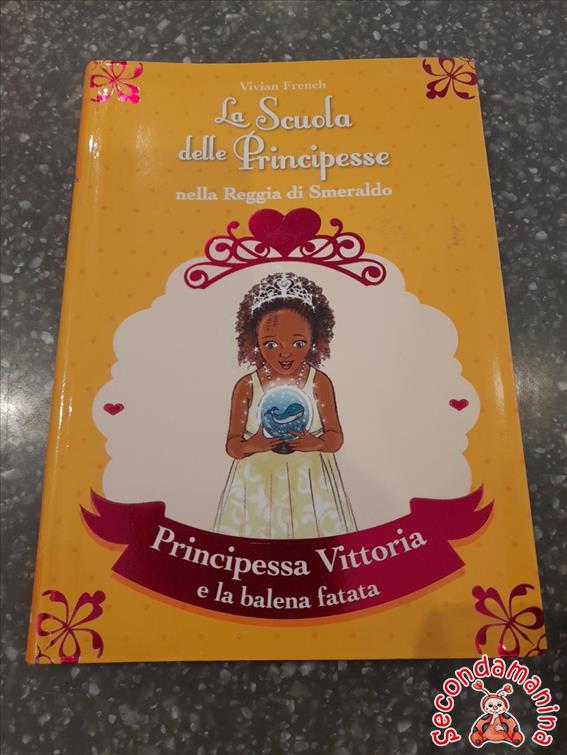 Vivian French
La Scuola
delle Principesse
nella Reggia di Smeraldo
Principessa Vittoria
e la balena fatata
Secondamanina